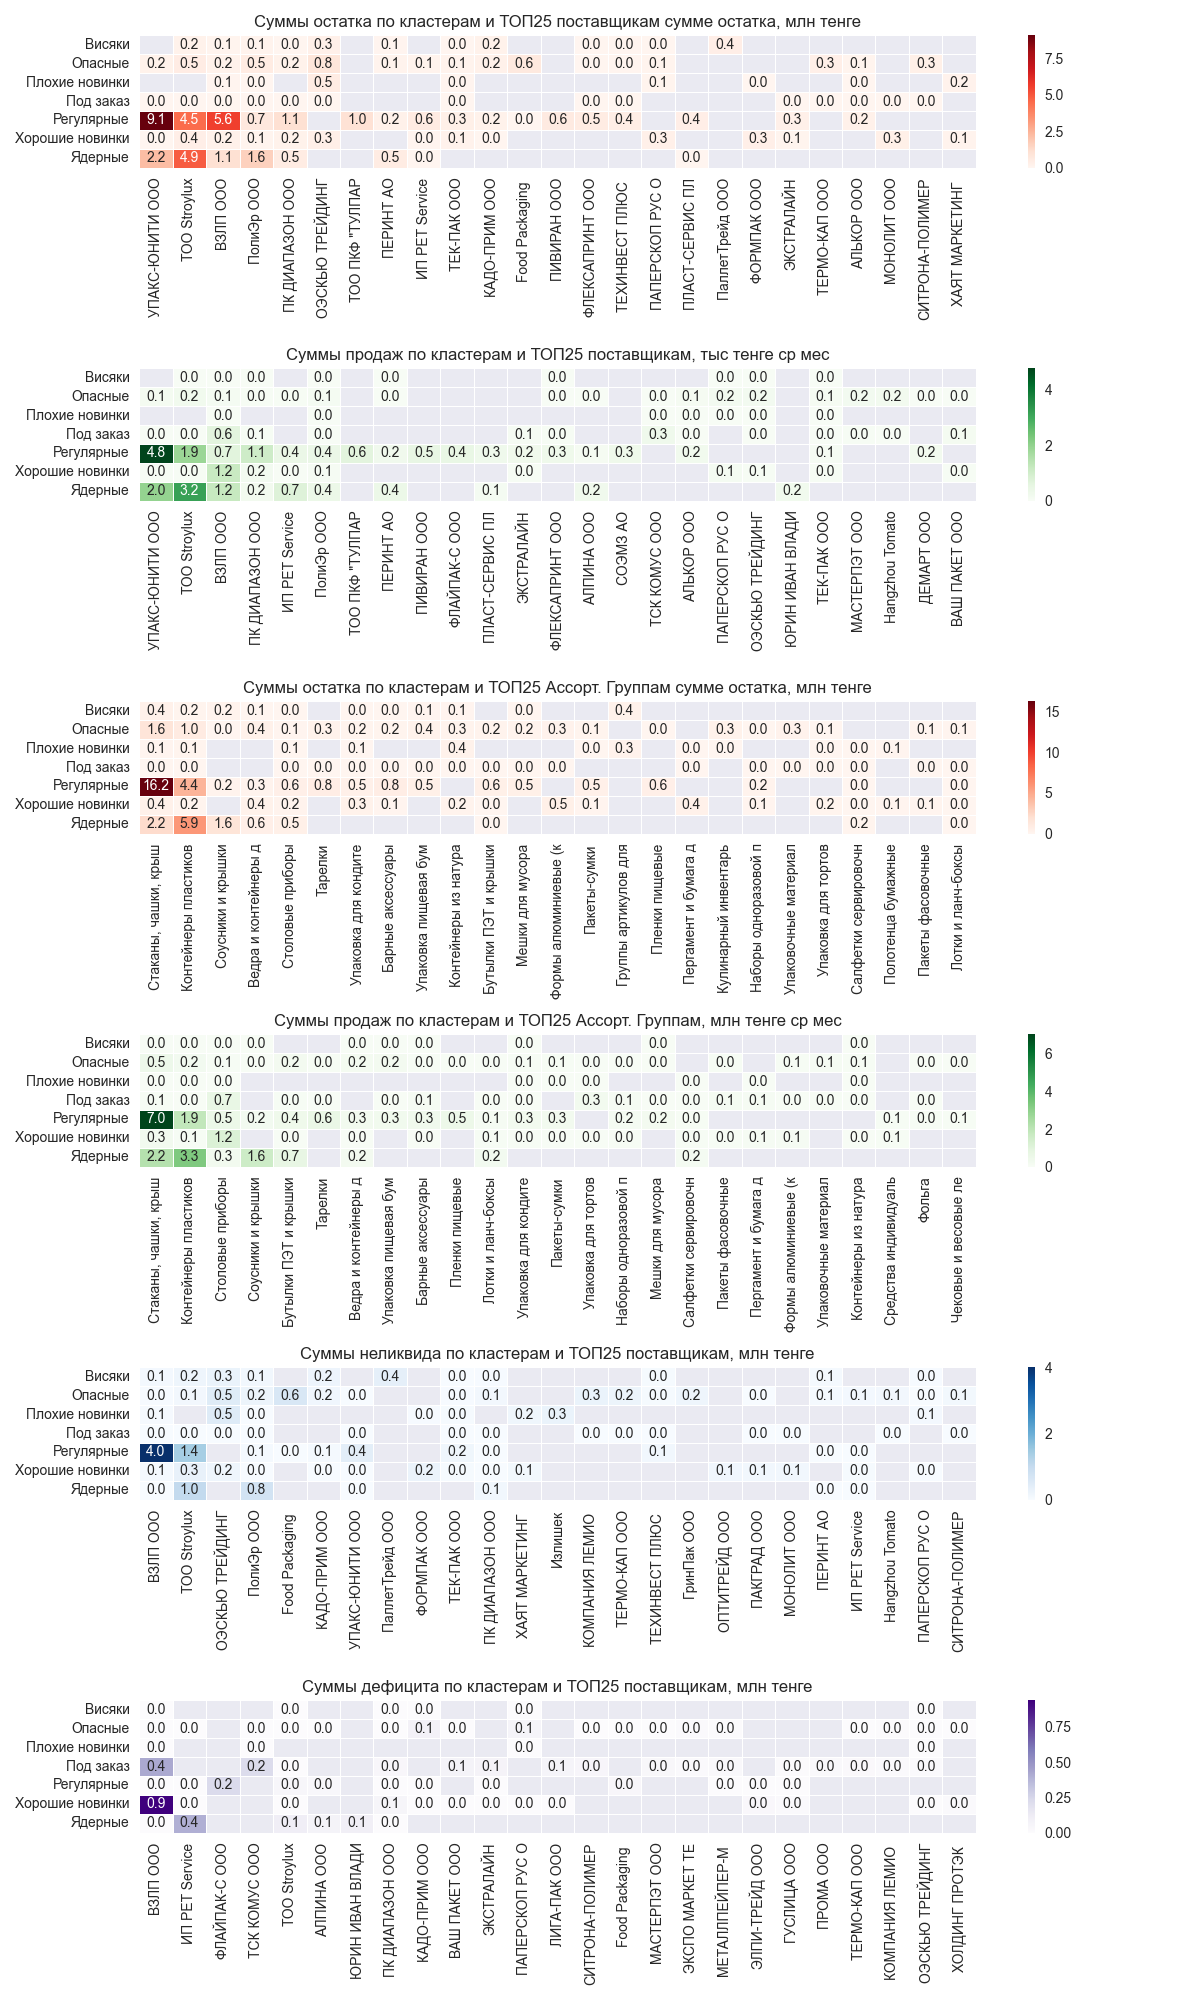 Суммы остатка по кластерам и ТОП25 поставщикам сумме остатка, млн тенге
Висяки 0.2 0.1 0.1 0.0 0.3 0.1 0.0 0.2 0.0 0.0 0.0 0.4
Опасные 0.2 0.5 0.2 0.5 0.2 0.8 0.1 0.1 0.1 0.2 0.6 0.0 0.0 0.1 0.3 0.1 0.3
Плохие новинки 0.1 0.0 0.5 0.0 0.1 0.0 0.0 0.2
Под заказ 0.0 0.0 0.0 0.0 0.0 0.0 0.0 0.0 0.0 0.0 0.0 0.0 0.0 0.0
Регулярные 9.1 4.5 5.6 0.7 1.1 1.0 0.2 0.6 0.3 0.2 0.0 0.6 0.5 0.4 0.4 0.3 0.2
Хорошие новинки 0.0 0.4 0.2 0.1 0.2 0.3 0.0 0.1 0.0 0.3 0.3 0.1 0.3 0.1
Ядерные 2.2 4.9 1.1 1.6 0.5 0.5 0.0 0.0
7.5
5.0
2.5
0.0
УПАКС-ЮНИТИ ООО
ТОО Stroylux
ВЗЛП ООО
ПолиЭр ООО
ПК ДИАПАЗОН ООО
ОЭСКЬЮ ТРЕЙДИНГ
ТОО ПКФ "ТУЛПАР
ПЕРИНТ АО
ИП PET Service
ТЕК-ПАК ООО
КАДО-ПРИМ ООО
Food Packaging
ПИВИРАН ООО
ФЛЕКСАПРИНТ ООО
ТЕХИНВЕСТ ПЛЮС
ПАПЕРСКОП РУС О
ПЛАСТ-СЕРВИС ПЛ
ПаллетТрейд ООО
ФОРМПАК ООО
ЭКСТРАЛАЙН
ТЕРМО-КАП ООО
АЛЬКОР ООО
МОНОЛИТ ООО
СИТРОНА-ПОЛИМЕР
ХАЯТ МАРКЕТИНГ
Суммы продаж по кластерам и ТОП25 поставщикам, тыс тенге ср мес
Висяки 0.0 0.0 0.0 0.0 0.0 0.0 0.0 0.0 0.0
Опасные 0.1 0.2 0.1 0.0 0.0 0.1 0.0 0.0 0.0 0.0 0.1 0.2 0.2 0.1 0.2 0.2 0.0 0.0
Плохие новинки 0.0 0.0 0.0 0.0 0.0 0.0
Под заказ 0.0 0.0 0.6 0.1 0.0 0.1 0.0 0.3 0.0 0.0 0.0 0.0 0.0 0.1
Регулярные 4.8 1.9 0.7 1.1 0.4 0.4 0.6 0.2 0.5 0.4 0.3 0.2 0.3 0.1 0.3 0.2 0.1 0.2
Хорошие новинки 0.0 0.0 1.2 0.2 0.0 0.1 0.0 0.1 0.1 0.0 0.0
Ядерные 2.0 3.2 1.2 0.2 0.7 0.4 0.4 0.1 0.2 0.2
4
2
0
УПАКС-ЮНИТИ ООО
ТОО Stroylux
ВЗЛП ООО
ПК ДИАПАЗОН ООО
ИП PET Service
ПолиЭр ООО
ТОО ПКФ "ТУЛПАР
ПЕРИНТ АО
ПИВИРАН ООО
ФЛАЙПАК-С ООО
ПЛАСТ-СЕРВИС ПЛ
ЭКСТРАЛАЙН
ФЛЕКСАПРИНТ ООО
АЛПИНА ООО
СОЭМЗ АО
ТСК КОМУС ООО
АЛЬКОР ООО
ПАПЕРСКОП РУС О
ОЭСКЬЮ ТРЕЙДИНГ
ЮРИН ИВАН ВЛАДИ
ТЕК-ПАК ООО
МАСТЕРПЭТ ООО
Hangzhou Tomato
ДЕМАРТ ООО
ВАШ ПАКЕТ ООО
Суммы остатка по кластерам и ТОП25 Ассорт. Группам сумме остатка, млн тенге
Висяки 0.4 0.2 0.2 0.1 0.0 0.0 0.0 0.1 0.1 0.0 0.4
Опасные 1.6 1.0 0.0 0.4 0.1 0.3 0.2 0.2 0.4 0.3 0.2 0.2 0.3 0.1 0.0 0.3 0.0 0.3 0.1 0.1 0.1
Плохие новинки 0.1 0.1 0.1 0.1 0.4 0.0 0.3 0.0 0.0 0.0 0.0 0.1
Под заказ 0.0 0.0 0.0 0.0 0.0 0.0 0.0 0.0 0.0 0.0 0.0 0.0 0.0 0.0 0.0 0.0 0.0 0.0
Регулярные 16.2 4.4 0.2 0.3 0.6 0.8 0.5 0.8 0.5 0.6 0.5 0.5 0.6 0.2 0.0 0.0
Хорошие новинки 0.4 0.2 0.4 0.2 0.3 0.1 0.2 0.0 0.5 0.1 0.4 0.1 0.2 0.0 0.1 0.1 0.0
Ядерные 2.2 5.9 1.6 0.6 0.5 0.0 0.2 0.0
15
10
5
0
Стаканы, чашки, крыш
Контейнеры пластиков
Соусники и крышки
Ведра и контейнеры д
Столовые приборы
Тарелки
Упаковка для кондите
Барные аксессуары
Упаковка пищевая бум
Контейнеры из натура
Бутылки ПЭТ и крышки
Мешки для мусора
Формы алюминиевые (к
Пакеты-сумки
Группы артикулов для
Пленки пищевые
Пергамент и бумага д
Кулинарный инвентарь
Наборы одноразовой п
Упаковочные материал
Упаковка для тортов
Салфетки сервировочн
Полотенца бумажные
Пакеты фасовочные
Лотки и ланч-боксы
Суммы продаж по кластерам и ТОП25 Ассорт. Группам, млн тенге ср мес
Висяки 0.0 0.0 0.0 0.0 0.0 0.0 0.0 0.0 0.0 0.0
Опасные 0.5 0.2 0.1 0.0 0.2 0.0 0.2 0.2 0.0 0.0 0.0 0.1 0.1 0.0 0.0 0.0 0.0 0.1 0.1 0.1 0.0 0.0
Плохие новинки 0.0 0.0 0.0 0.0 0.0 0.0 0.0 0.0 0.0
Под заказ 0.1 0.0 0.7 0.0 0.0 0.0 0.1 0.0 0.0 0.3 0.1 0.0 0.0 0.1 0.1 0.0 0.0 0.0 0.0
Регулярные 7.0 1.9 0.5 0.2 0.4 0.6 0.3 0.3 0.3 0.5 0.1 0.3 0.3 0.2 0.2 0.0 0.1 0.0 0.1
Хорошие новинки 0.3 0.1 1.2 0.0 0.0 0.0 0.1 0.0 0.0 0.0 0.0 0.0 0.0 0.1 0.1 0.0 0.1
Ядерные 2.2 3.3 0.3 1.6 0.7 0.2 0.2 0.2
6
4
2
0
Стаканы, чашки, крыш
Контейнеры пластиков
Столовые приборы
Соусники и крышки
Бутылки ПЭТ и крышки
Тарелки
Ведра и контейнеры д
Упаковка пищевая бум
Барные аксессуары
Пленки пищевые
Лотки и ланч-боксы
Упаковка для кондите
Пакеты-сумки
Упаковка для тортов
Наборы одноразовой п
Мешки для мусора
Салфетки сервировочн
Пакеты фасовочные
Пергамент и бумага д
Формы алюминиевые (к
Упаковочные материал
Контейнеры из натура
Средства индивидуаль
Фольга
Чековые и весовые ле
Суммы неликвида по кластерам и ТОП25 поставщикам, млн тенге
Висяки 0.1 0.2 0.3 0.1 0.2 0.4 0.0 0.0 0.0 0.1 0.0
Опасные 0.0 0.1 0.5 0.2 0.6 0.2 0.0 0.0 0.1 0.3 0.2 0.0 0.2 0.0 0.1 0.1 0.1 0.0 0.1
Плохие новинки 0.1 0.5 0.0 0.0 0.0 0.2 0.3 0.1
Под заказ 0.0 0.0 0.0 0.0 0.0 0.0 0.0 0.0 0.0 0.0 0.0 0.0 0.0 0.0
Регулярные 4.0 1.4 0.1 0.0 0.1 0.4 0.2 0.0 0.1 0.0 0.0
Хорошие новинки 0.1 0.3 0.2 0.0 0.0 0.0 0.2 0.0 0.0 0.1 0.1 0.1 0.1 0.0 0.0
Ядерные 0.0 1.0 0.8 0.0 0.1 0.0 0.0
4
2
0
ВЗЛП ООО
ТОО Stroylux
ОЭСКЬЮ ТРЕЙДИНГ
ПолиЭр ООО
Food Packaging
КАДО-ПРИМ ООО
УПАКС-ЮНИТИ ООО
ПаллетТрейд ООО
ФОРМПАК ООО
ТЕК-ПАК ООО
ПК ДИАПАЗОН ООО
ХАЯТ МАРКЕТИНГ
Излишек
КОМПАНИЯ ЛЕМИО
ТЕРМО-КАП ООО
ТЕХИНВЕСТ ПЛЮС
ГринПак ООО
ОПТИТРЕЙД ООО
ПАКГРАД ООО
МОНОЛИТ ООО
ПЕРИНТ АО
ИП PET Service
Hangzhou Tomato
ПАПЕРСКОП РУС О
СИТРОНА-ПОЛИМЕР
Суммы дефицита по кластерам и ТОП25 поставщикам, млн тенге
Висяки 0.0 0.0 0.0 0.0 0.0 0.0
Опасные 0.0 0.0 0.0 0.0 0.0 0.0 0.1 0.0 0.1 0.0 0.0 0.0 0.0 0.0 0.0 0.0 0.0 0.0
Плохие новинки 0.0 0.0 0.0 0.0
Под заказ 0.4 0.2 0.0 0.0 0.0 0.1 0.1 0.1 0.0 0.0 0.0 0.0 0.0 0.0 0.0 0.0 0.0
Регулярные 0.0 0.0 0.2 0.0 0.0 0.0 0.0 0.0 0.0 0.0 0.0 0.0
Хорошие новинки 0.9 0.0 0.0 0.1 0.0 0.0 0.0 0.0 0.0 0.0 0.0 0.0 0.0
Ядерные 0.0 0.4 0.1 0.1 0.1 0.0
0.75
0.50
0.25
0.00
ВЗЛП ООО
ИП PET Service
ФЛАЙПАК-С ООО
ТСК КОМУС ООО
ТОО Stroylux
АЛПИНА ООО
ЮРИН ИВАН ВЛАДИ
ПК ДИАПАЗОН ООО
КАДО-ПРИМ ООО
ВАШ ПАКЕТ ООО
ЭКСТРАЛАЙН
ПАПЕРСКОП РУС О
ЛИГА-ПАК ООО
СИТРОНА-ПОЛИМЕР
Food Packaging
МАСТЕРПЭТ ООО
ЭКСПО МАРКЕТ ТЕ
МЕТАЛЛПЕЙПЕР-М
ЭЛПИ-ТРЕЙД ООО
ГУСЛИЦА ООО
ПРОМА ООО
ТЕРМО-КАП ООО
КОМПАНИЯ ЛЕМИО
ОЭСКЬЮ ТРЕЙДИНГ
ХОЛДИНГ ПРОТЭК